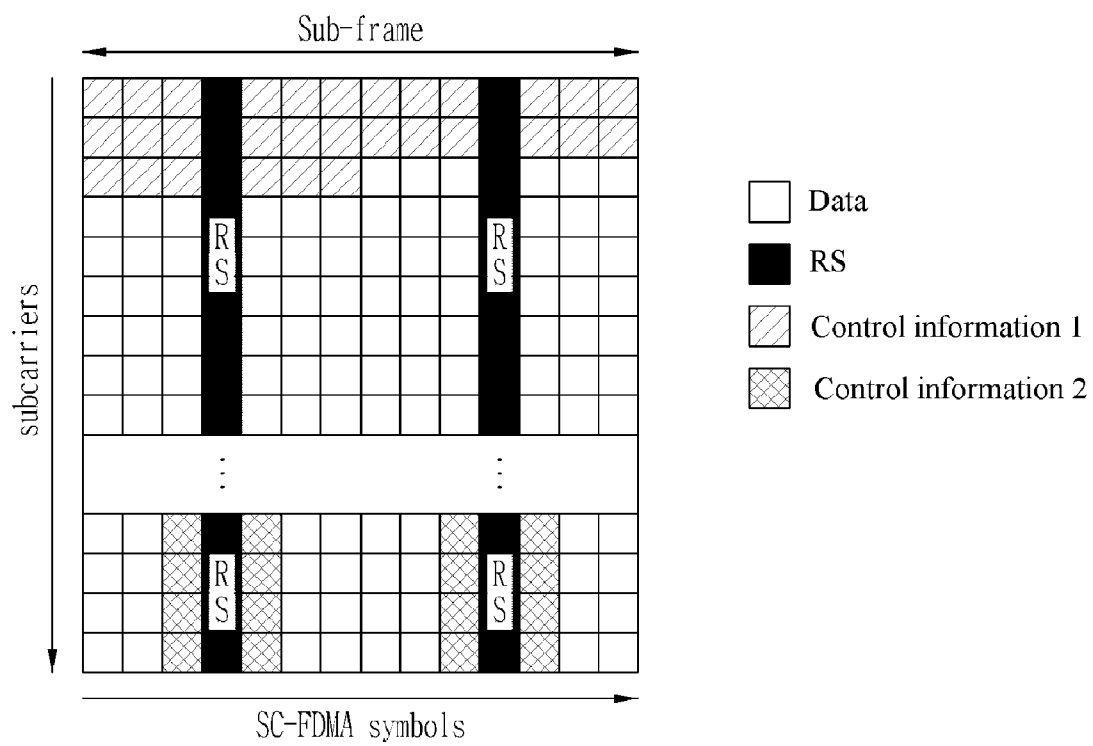 Sub-frame
subcarriers
RS
RS
RS
RS
SC-FDMA symbols
Data
RS
Control information 1
Control information 2